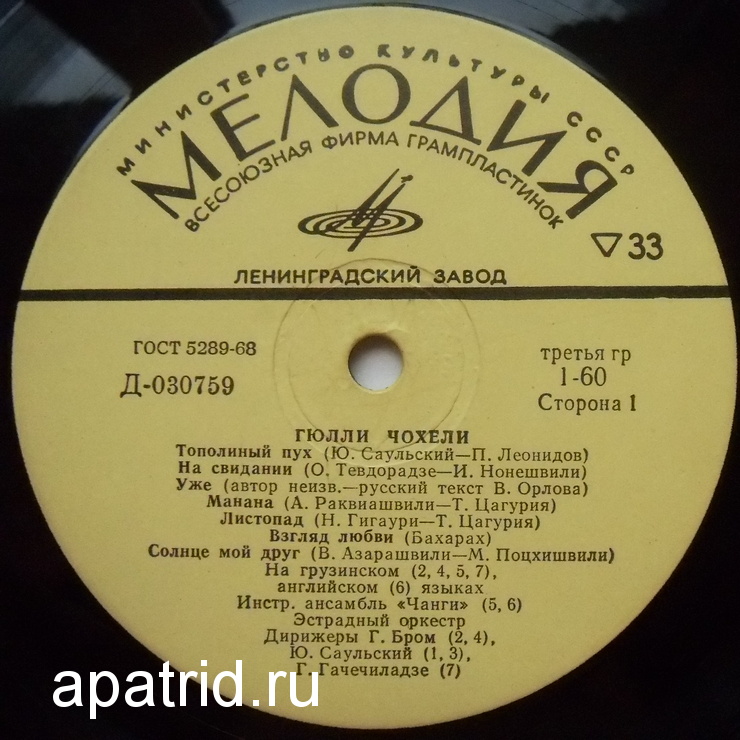 МИНИСТЕРСТВО КУЛЬТУРЫ СССР
МЕЛОДИЯ
ВСЕСОЮЗНАЯ ФИРМА ГРАМПЛАСТИНОК
33
ЛЕНИНГРАДСКИЙ ЗАВОД
ГОСТ 5289-68
Д-030759
третья гр
1-60
Сторона 1
ГЮЛЛИ ЧОХЕЛИ
Тополиный пух (Ю. Саульский—П. Леонидов)
На свидании (О. Тевдорадзе—И. Нонешвили)
Уже (автор неизв.—русский текст В. Орлова)
Манана (А. Раквиашвили—Т. Цагурия)
Листопад (Н. Гигаури—Т. Цагурия)
Взгляд любви (Бахарах)
Солнце мой друг (В. Азарашвили—М. Поцхишвили)
На грузинском (2, 4, 5, 7),
английском (6) языках
Инстр. ансамбль «Чанги» (5, 6)
Эстрадный оркестр
Дирижеры Г. Бром (2, 4),
Ю. Саульский (1, 3),
Г. Гачечиладзе (7)
apatrid.ru